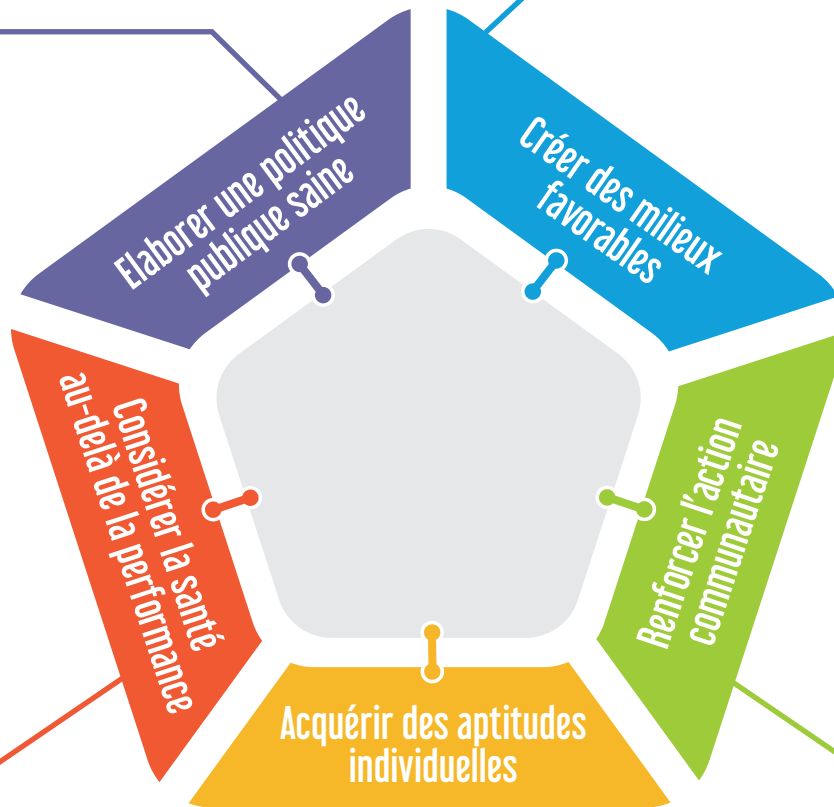 Elaborer une politique
publique saine
Créer des milieux
favorables
Considérer la santé
au-delà de la performance
Renforcer l'action
communautaire
Acquérir des aptitudes
individuelles